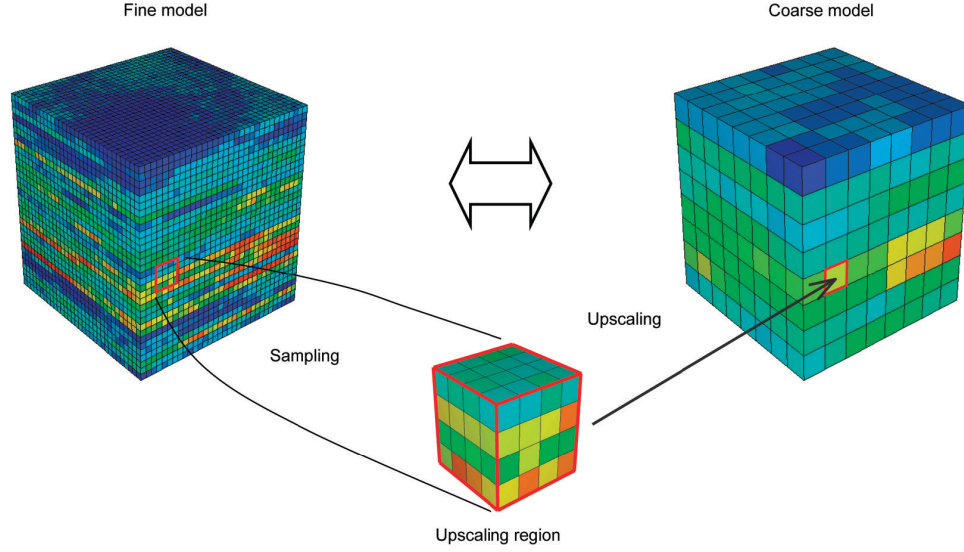 Fine model
Coarse model
Sampling
Upscaling
Upscaling region